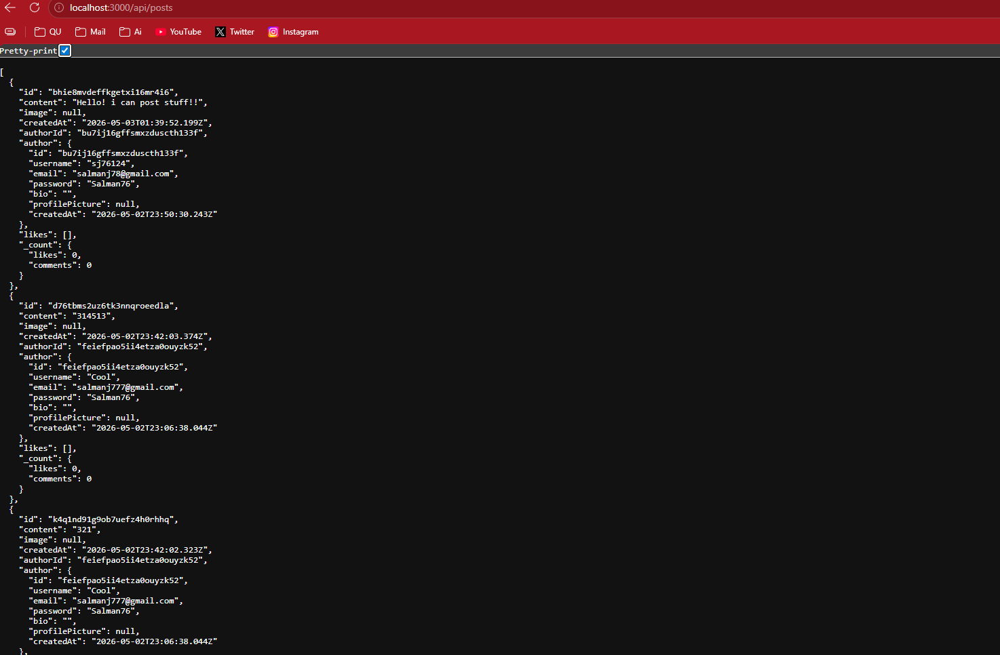 localhost:3000/api/posts
QU Mail Ai YouTube Twitter Instagram
Pretty-print
[
  {
    "id": "bhie8mvdeffkgetxi16mr4i6",
    "content": "Hello! i can post stuff!!",
    "image": null,
    "createdAt": "2026-05-03T01:39:52.199Z",
    "authorId": "bu7ij16gffsmxzduscth133f",
    "author": {
      "id": "bu7ij16gffsmxzduscth133f",
      "username": "sj76124",
      "email": "salmanj78@gmail.com",
      "password": "Salman76",
      "bio": "",
      "profilePicture": null,
      "createdAt": "2026-05-02T23:50:30.243Z"
    },
    "likes": [],
    "_count": {
      "likes": 0,
      "comments": 0
    }
  },
  {
    "id": "d76tbms2uz6tk3nnqroeedla",
    "content": "314513",
    "image": null,
    "createdAt": "2026-05-02T23:42:03.374Z",
    "authorId": "feiefpao5ii4etza0ouyzk52",
    "author": {
      "id": "feiefpao5ii4etza0ouyzk52",
      "username": "Cool",
      "email": "salmanj777@gmail.com",
      "password": "Salman76",
      "bio": "",
      "profilePicture": null,
      "createdAt": "2026-05-02T23:06:38.044Z"
    },
    "likes": [],
    "_count": {
      "likes": 0,
      "comments": 0
    }
  },
  {
    "id": "k4q1nd91g9ob7uefz4h0rhhq",
    "content": "321",
    "image": null,
    "createdAt": "2026-05-02T23:42:02.323Z",
    "authorId": "feiefpao5ii4etza0ouyzk52",
    "author": {
      "id": "feiefpao5ii4etza0ouyzk52",
      "username": "Cool",
      "email": "salmanj777@gmail.com",
      "password": "Salman76",
      "bio": "",
      "profilePicture": null,
      "createdAt": "2026-05-02T23:06:38.044Z"
    },